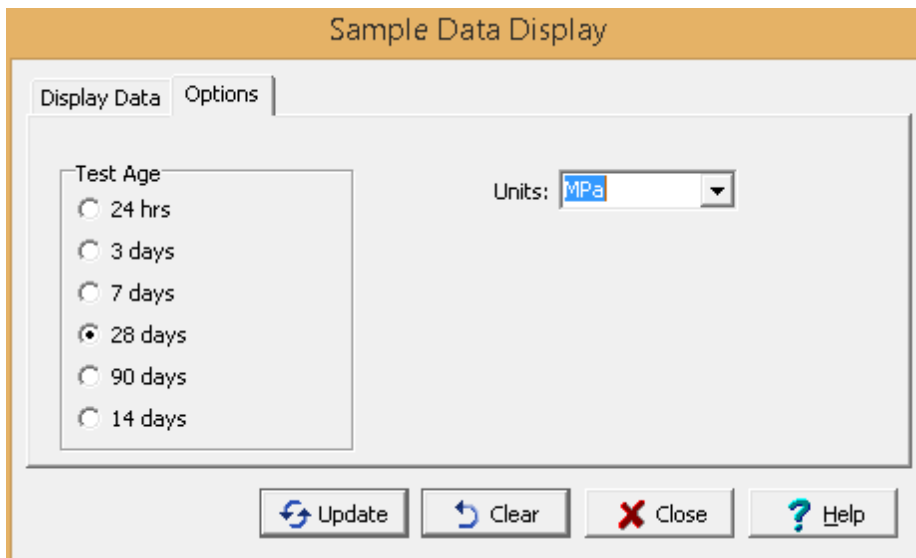 Sample Data Display
Display Data Options
Test Age
24 hrs
3 days
7 days
28 days
90 days
14 days
Units: MPa
Update Clear Close Help